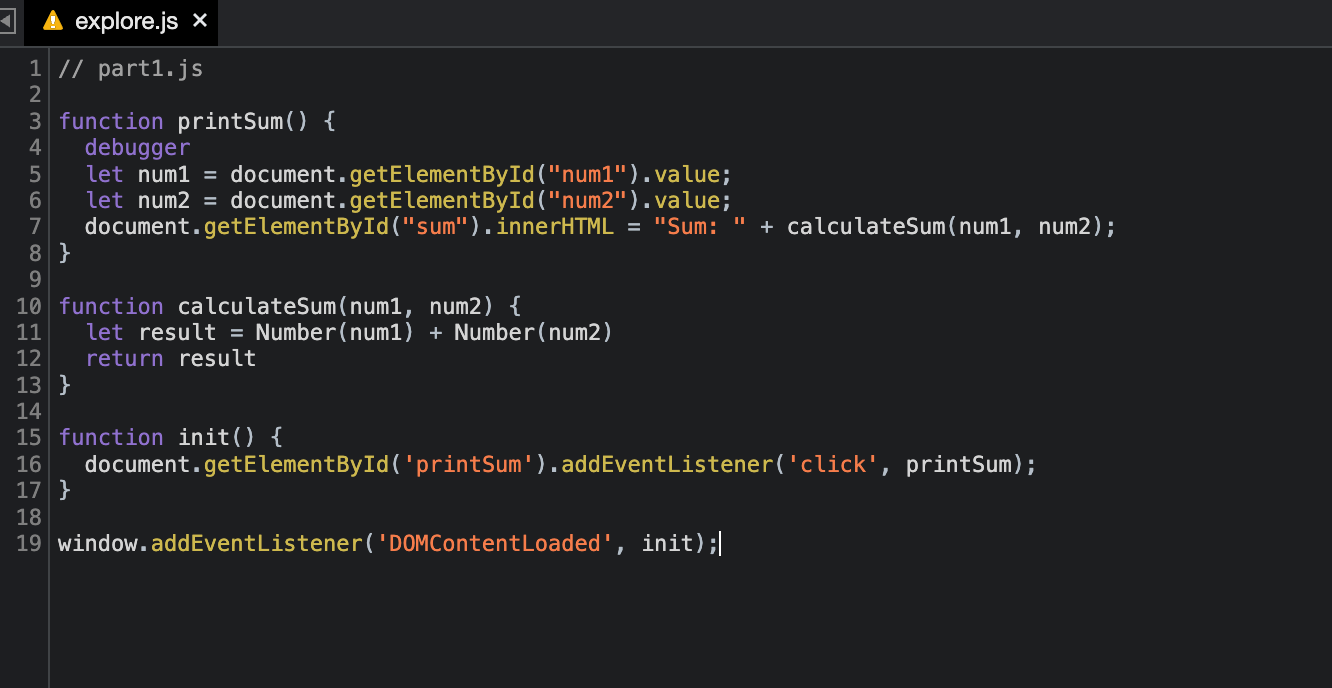 explore.js ×
1 // part1.js
2
3 function printSum() {
4   debugger
5   let num1 = document.getElementById("num1").value;
6   let num2 = document.getElementById("num2").value;
7   document.getElementById("sum").innerHTML = "Sum: " + calculateSum(num1, num2);
8 }
9
10 function calculateSum(num1, num2) {
11   let result = Number(num1) + Number(num2)
12   return result
13 }
14
15 function init() {
16   document.getElementById('printSum').addEventListener('click', printSum);
17 }
18
19 window.addEventListener('DOMContentLoaded', init);